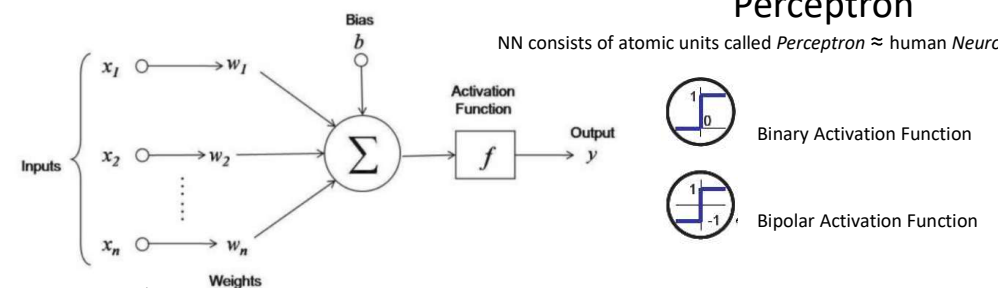 Perceptron
NN consists of atomic units called Perceptron ≈ human
Binary Activation Function
1
0
Bipolar Activation Function
1
-1
Bias
b
x1 w1
x2 w2
xn wn
Inputs
Weights
Σ
Activation
Function
f
Output
y